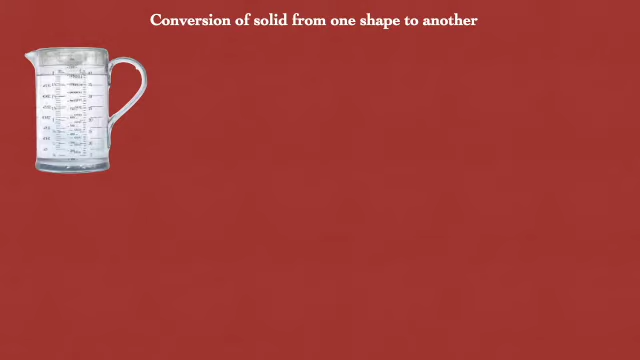 Conversion of solid from one shape to another